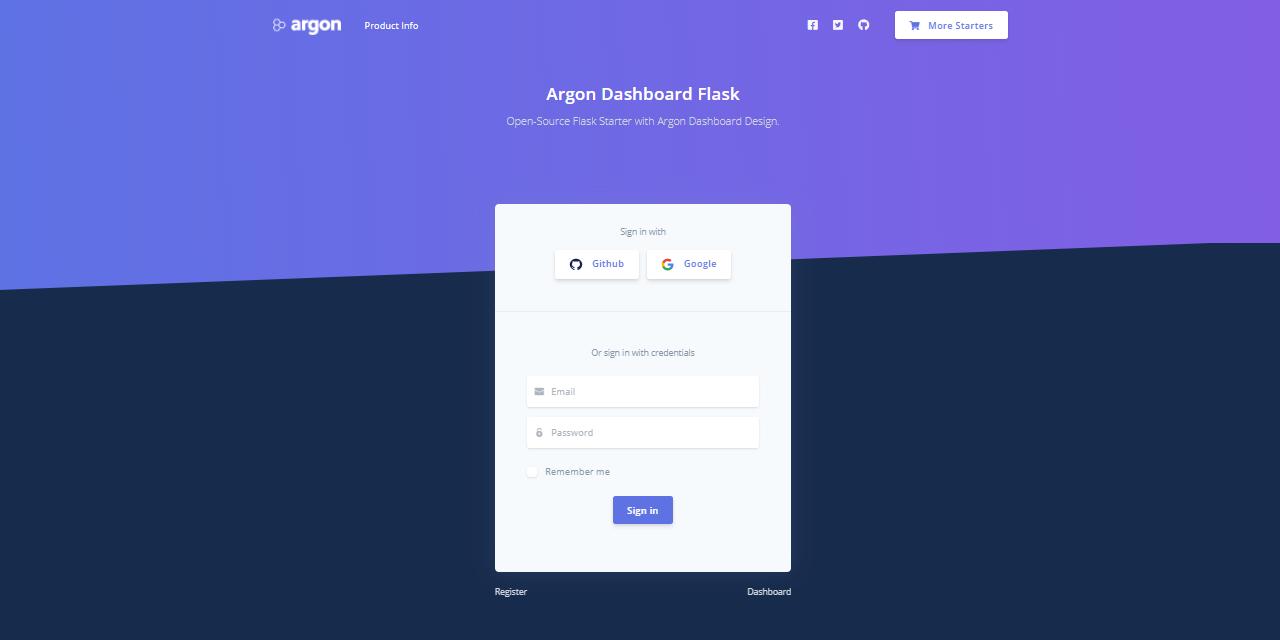 argon Product Info More Starters
Argon Dashboard Flask
Open-Source Flask Starter with Argon Dashboard Design.
Sign in with
Github Google
Or sign in with credentials
Email
Password
Remember me
Sign in
Register Dashboard